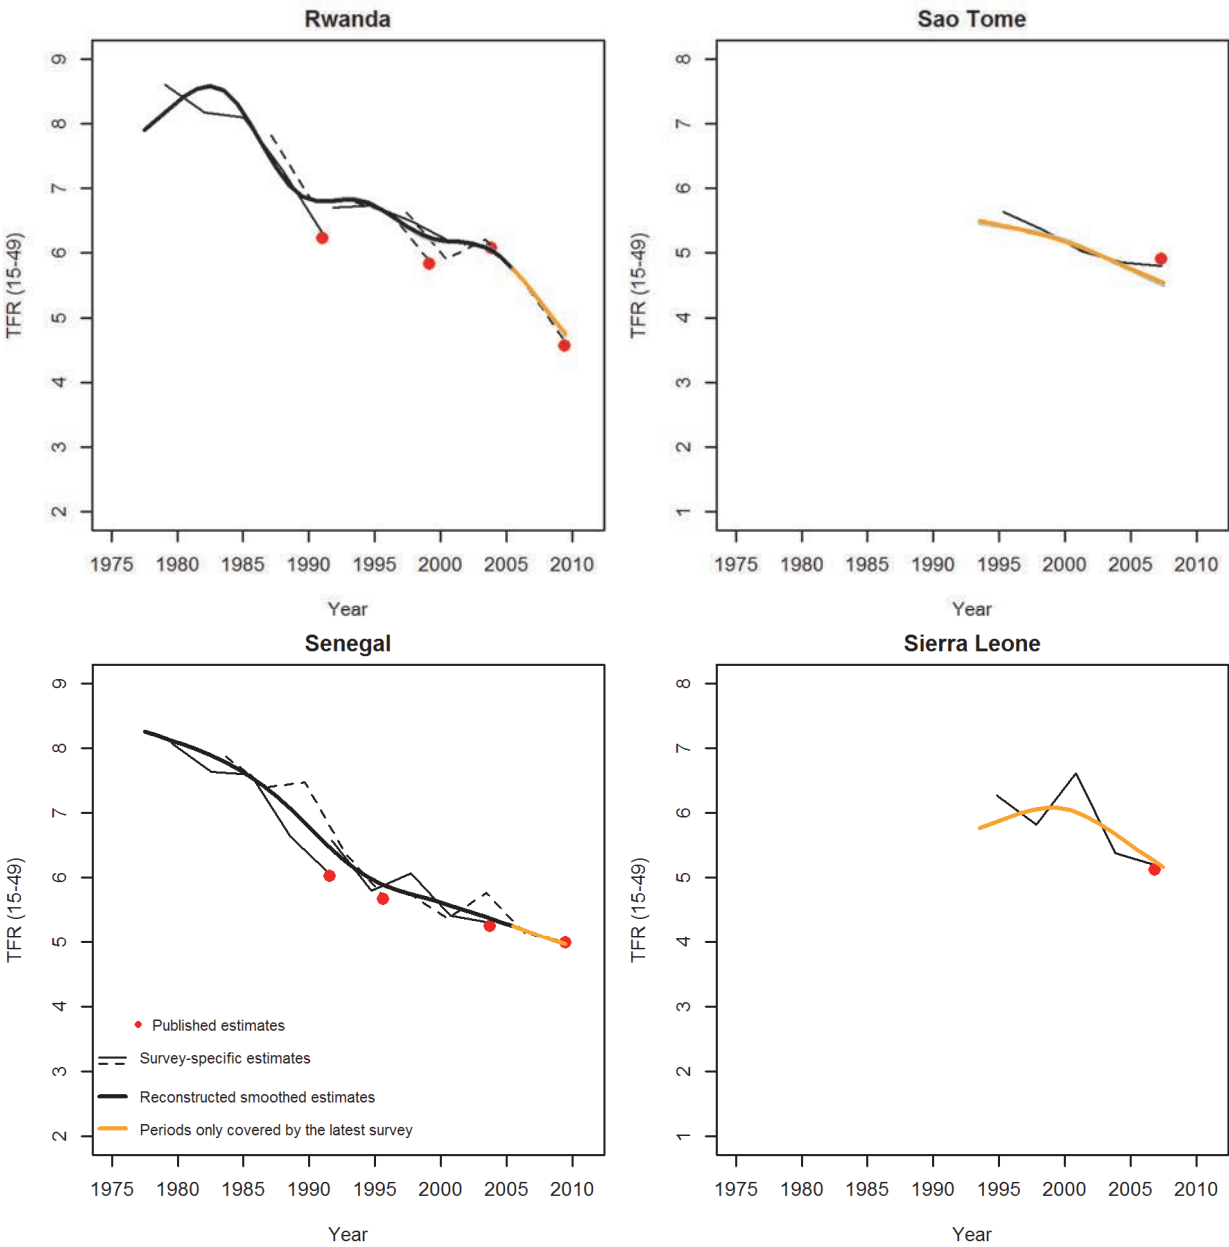 Rwanda
TFR (15-49)
9
8
7
6
5
4
3
2
1975 1980 1985 1990 1995 2000 2005 2010
Year
Sao Tome
TFR (15-49)
8
7
6
5
4
3
2
1
1975 1980 1985 1990 1995 2000 2005 2010
Year
Senegal
TFR (15-49)
9
8
7
6
5
4
3
2
Published estimates
Survey-specific estimates
Reconstructed smoothed estimates
Periods only covered by the latest survey
1975 1980 1985 1990 1995 2000 2005 2010
Year
Sierra Leone
TFR (15-49)
8
7
6
5
4
3
2
1
1975 1980 1985 1990 1995 2000 2005 2010
Year